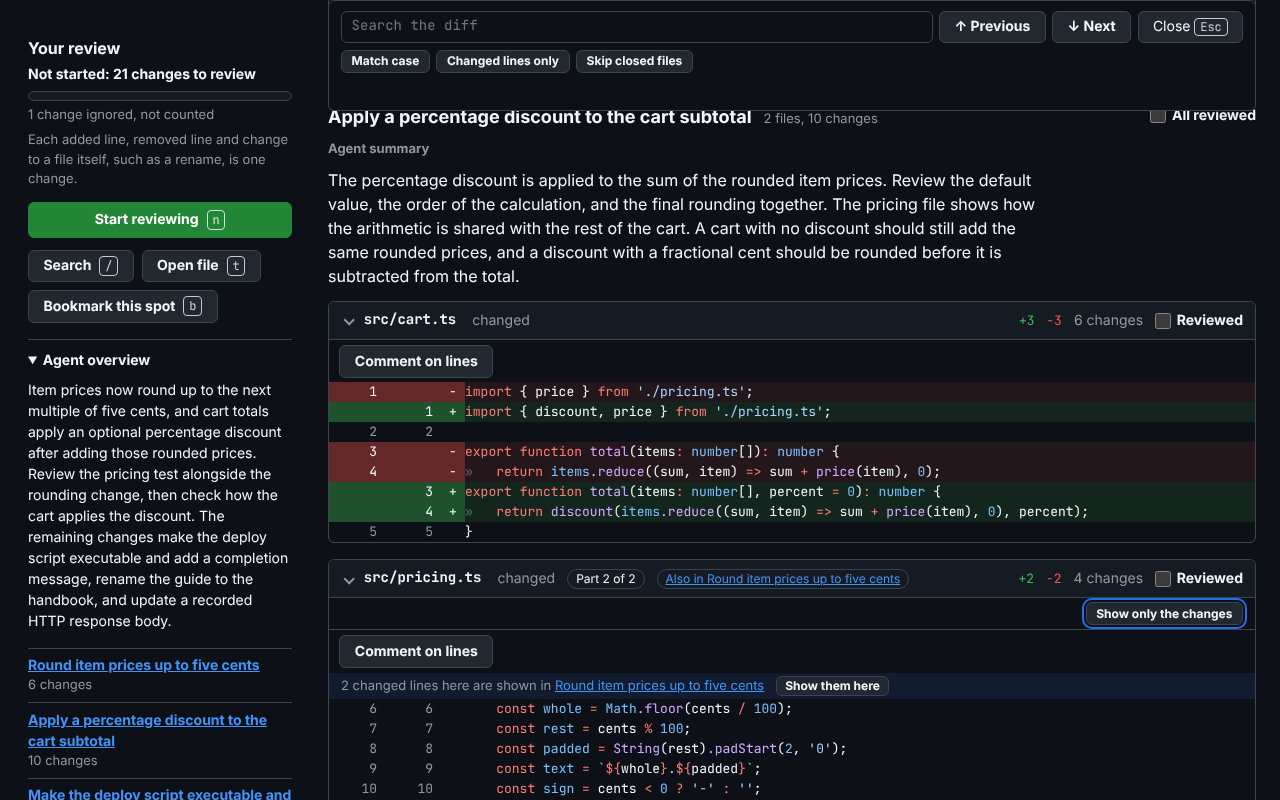 Your review
Not started: 21 changes to review
1 change ignored, not counted
Each added line, removed line and change
to a file itself, such as a rename, is one
change.
Start reviewing n
Search / Open file t
Bookmark this spot b
▼ Agent overview
Item prices now round up to the next
multiple of five cents, and cart totals
apply an optional percentage discount
after adding those rounded prices.
Review the pricing test alongside the
rounding change, then check how the
cart applies the discount. The
remaining changes make the deploy
script executable and add a completion
message, rename the guide to the
handbook, and update a recorded
HTTP response body.
Round item prices up to five cents
6 changes
Apply a percentage discount to the
cart subtotal
10 changes
Make the deploy script executable and
Search the diff ↑ Previous ↓ Next Close Esc
Match case Changed lines only Skip closed files
Apply a percentage discount to the cart subtotal 2 files, 10 changes All reviewed
Agent summary
The percentage discount is applied to the sum of the rounded item prices. Review the default
value, the order of the calculation, and the final rounding together. The pricing file shows how
the arithmetic is shared with the rest of the cart. A cart with no discount should still add the
same rounded prices, and a discount with a fractional cent should be rounded before it is
subtracted from the total.
src/cart.ts changed +3 -3 6 changes Reviewed
Comment on lines
1 - import { price } from './pricing.ts';
1 + import { discount, price } from './pricing.ts';
2 2
3 - export function total(items: number[]): number {
4 - » return items.reduce((sum, item) => sum + price(item), 0);
3 + export function total(items: number[], percent = 0): number {
4 + » return discount(items.reduce((sum, item) => sum + price(item), 0), percent);
5 5 }
src/pricing.ts changed Part 2 of 2 Also in Round item prices up to five cents +2 -2 4 changes Reviewed
Show only the changes
Comment on lines
2 changed lines here are shown in Round item prices up to five cents Show them here
6 6 const whole = Math.floor(cents / 100);
7 7 const rest = cents % 100;
8 8 const padded = String(rest).padStart(2, '0');
9 9 const text = `${whole}.${padded}`;
10 10 const sign = cents < 0 ? '-' : '';